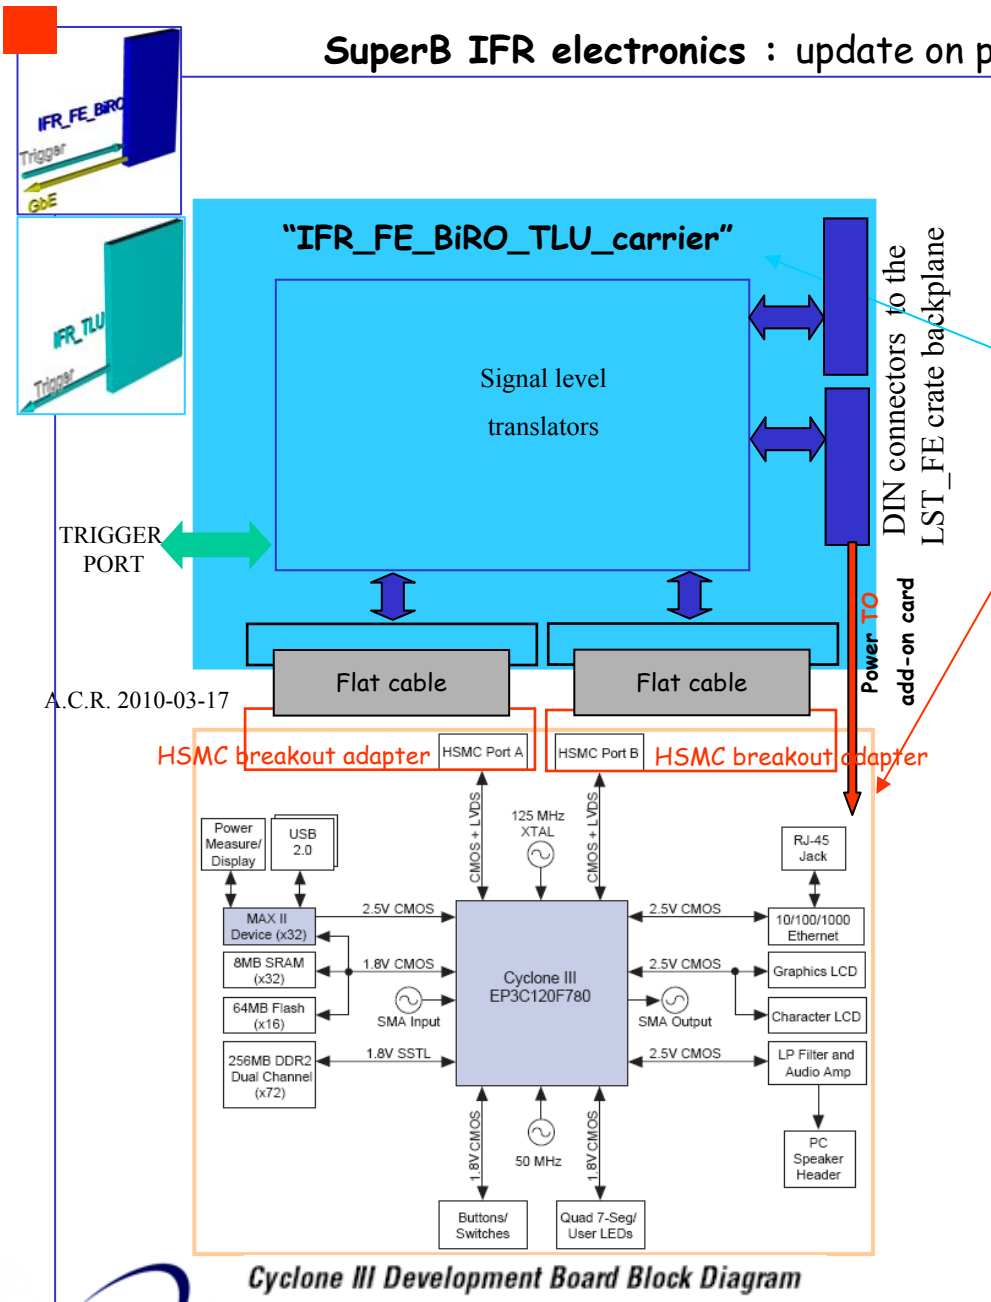 SuperB IFR electronics : update on p
IFR_FE_BiRO
Trigger
GbE
IFR_TLU
Trigger
“IFR_FE_BiRO_TLU_carrier”
Signal level
translators
DIN connectors to the
LST_FE crate backplane
TRIGGER
PORT
Power TO
add-on card
Flat cable
Flat cable
A.C.R. 2010-03-17
HSMC breakout adapter
HSMC Port A
HSMC Port B
HSMC breakout adapter
CMOS + LVDS
125 MHz
XTAL
CMOS + LVDS
Power
Measure/
Display
USB
2.0
RJ-45
Jack
MAX II
Device (x32)
2.5V CMOS
2.5V CMOS
10/100/1000
Ethernet
8MB SRAM
(x32)
1.8V CMOS
Cyclone III
EP3C120F780
2.5V CMOS
Graphics LCD
64MB Flash
(x16)
SMA Input
SMA Output
Character LCD
256MB DDR2
Dual Channel
(x72)
1.8V SSTL
2.5V CMOS
LP Filter and
Audio Amp
1.8V CMOS
50 MHz
1.8V CMOS
PC
Speaker
Header
Buttons/
Switches
Quad 7-Seg/
User LEDs
Cyclone III Development Board Block Diagram